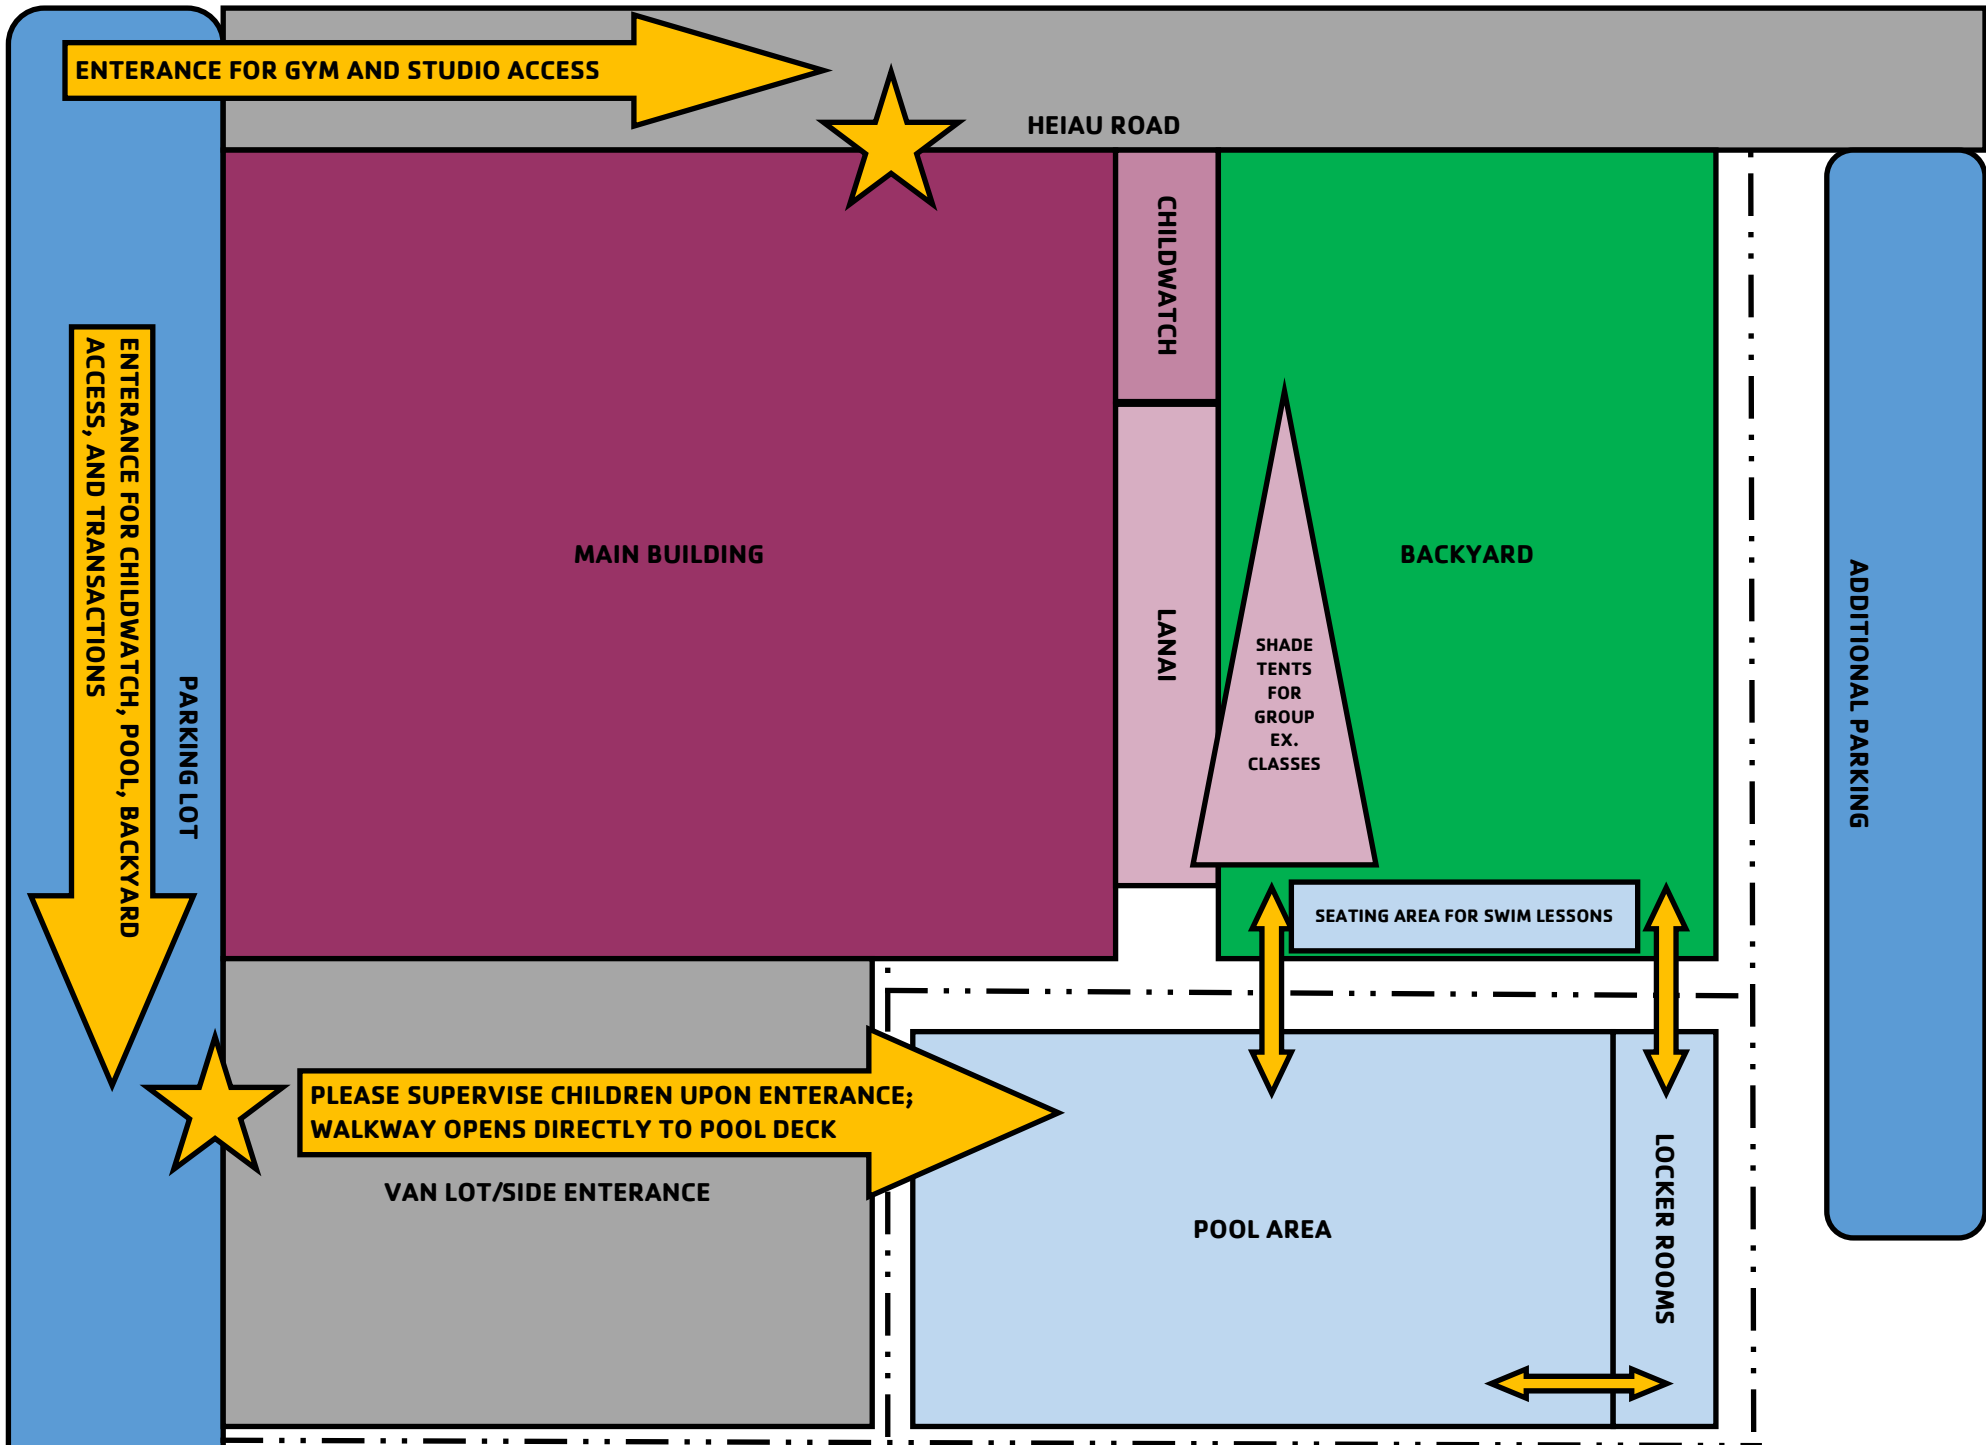 ENTERANCE FOR GYM AND STUDIO ACCESS
HEIAU ROAD
CHILDWATCH
ENTERANCE FOR CHILDWATCH, POOL, BACKYARD
ACCESS, AND TRANSACTIONS
PARKING LOT
MAIN BUILDING
LANAI
BACKYARD
SHADE
TENTS
FOR
GROUP
EX.
CLASSES
ADDITIONAL PARKING
SEATING AREA FOR SWIM LESSONS
PLEASE SUPERVISE CHILDREN UPON ENTERANCE;
WALKWAY OPENS DIRECTLY TO POOL DECK
VAN LOT/SIDE ENTERANCE
POOL AREA
LOCKER ROOMS